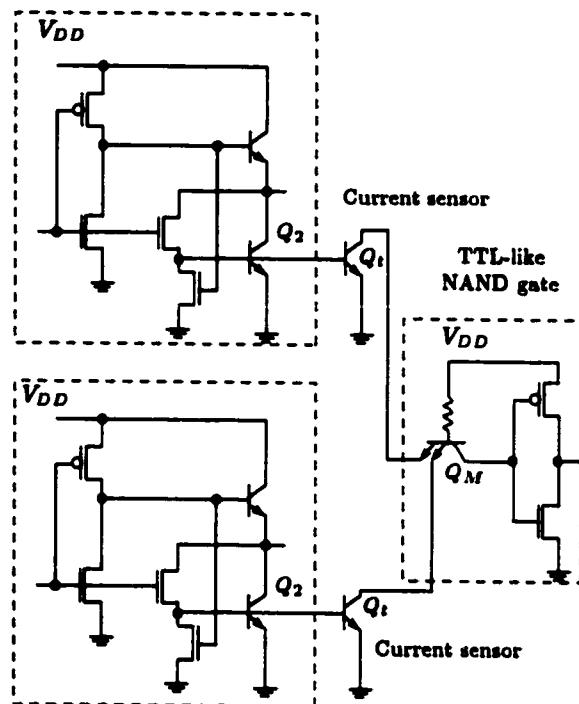 VDD
Current sensor
Q2
Qt
TTL-like
NAND gate
VDD
VDD
QM
Q2
Qt
Current sensor